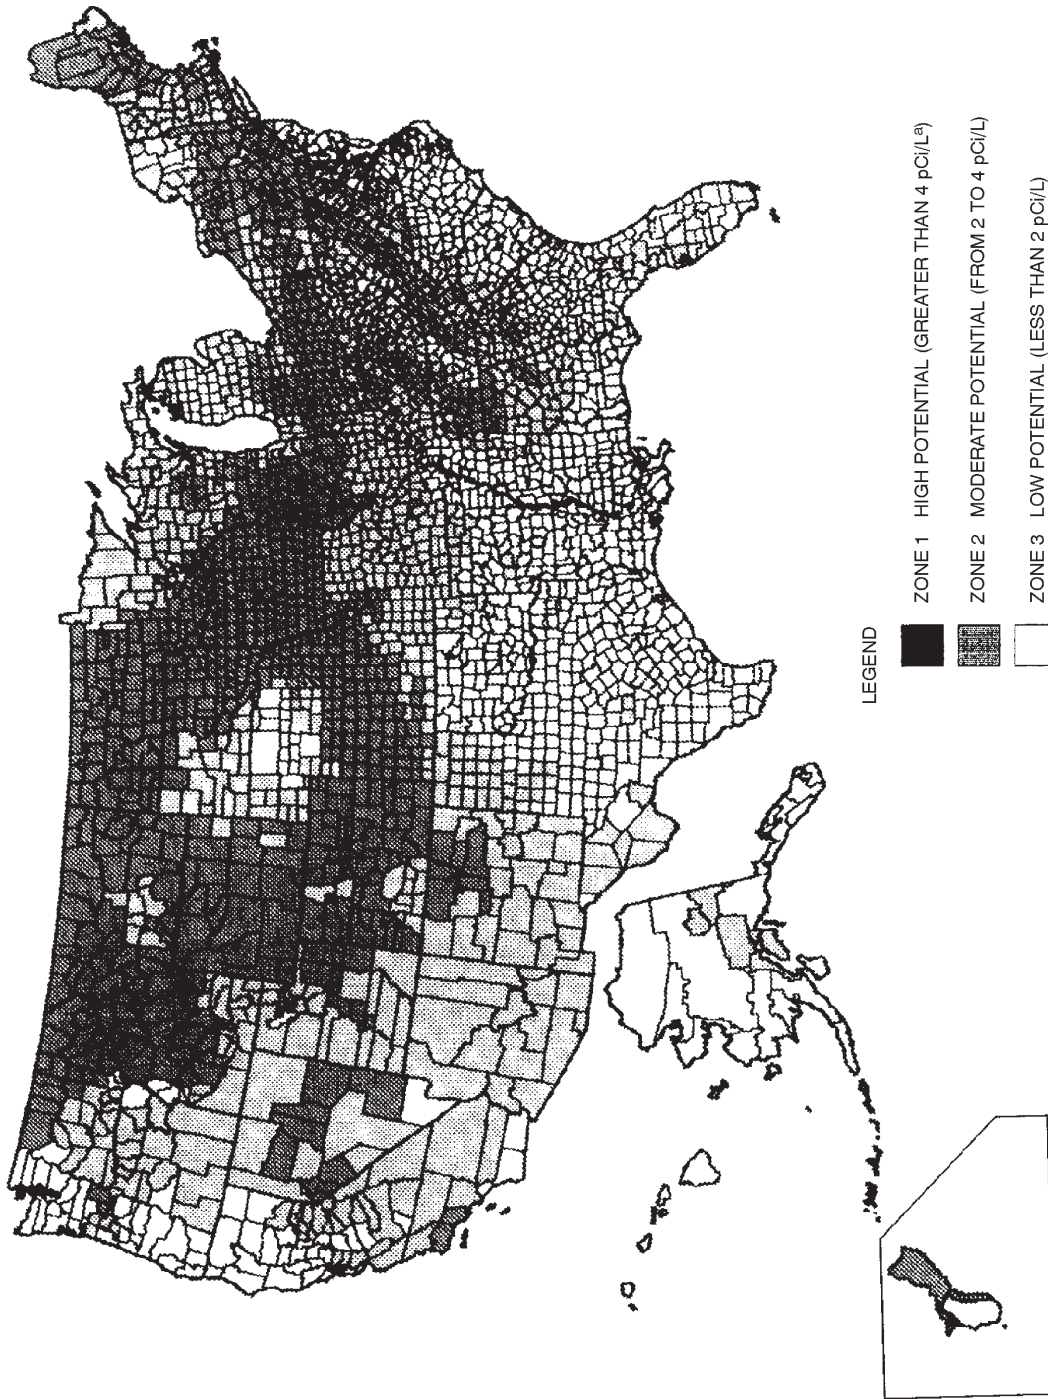 LEGEND
ZONE 1 HIGH POTENTIAL (GREATER THAN 4 pCi/Lª)
ZONE 2 MODERATE POTENTIAL (FROM 2 TO 4 pCi/L)
ZONE 3 LOW POTENTIAL (LESS THAN 2 pCi/L)